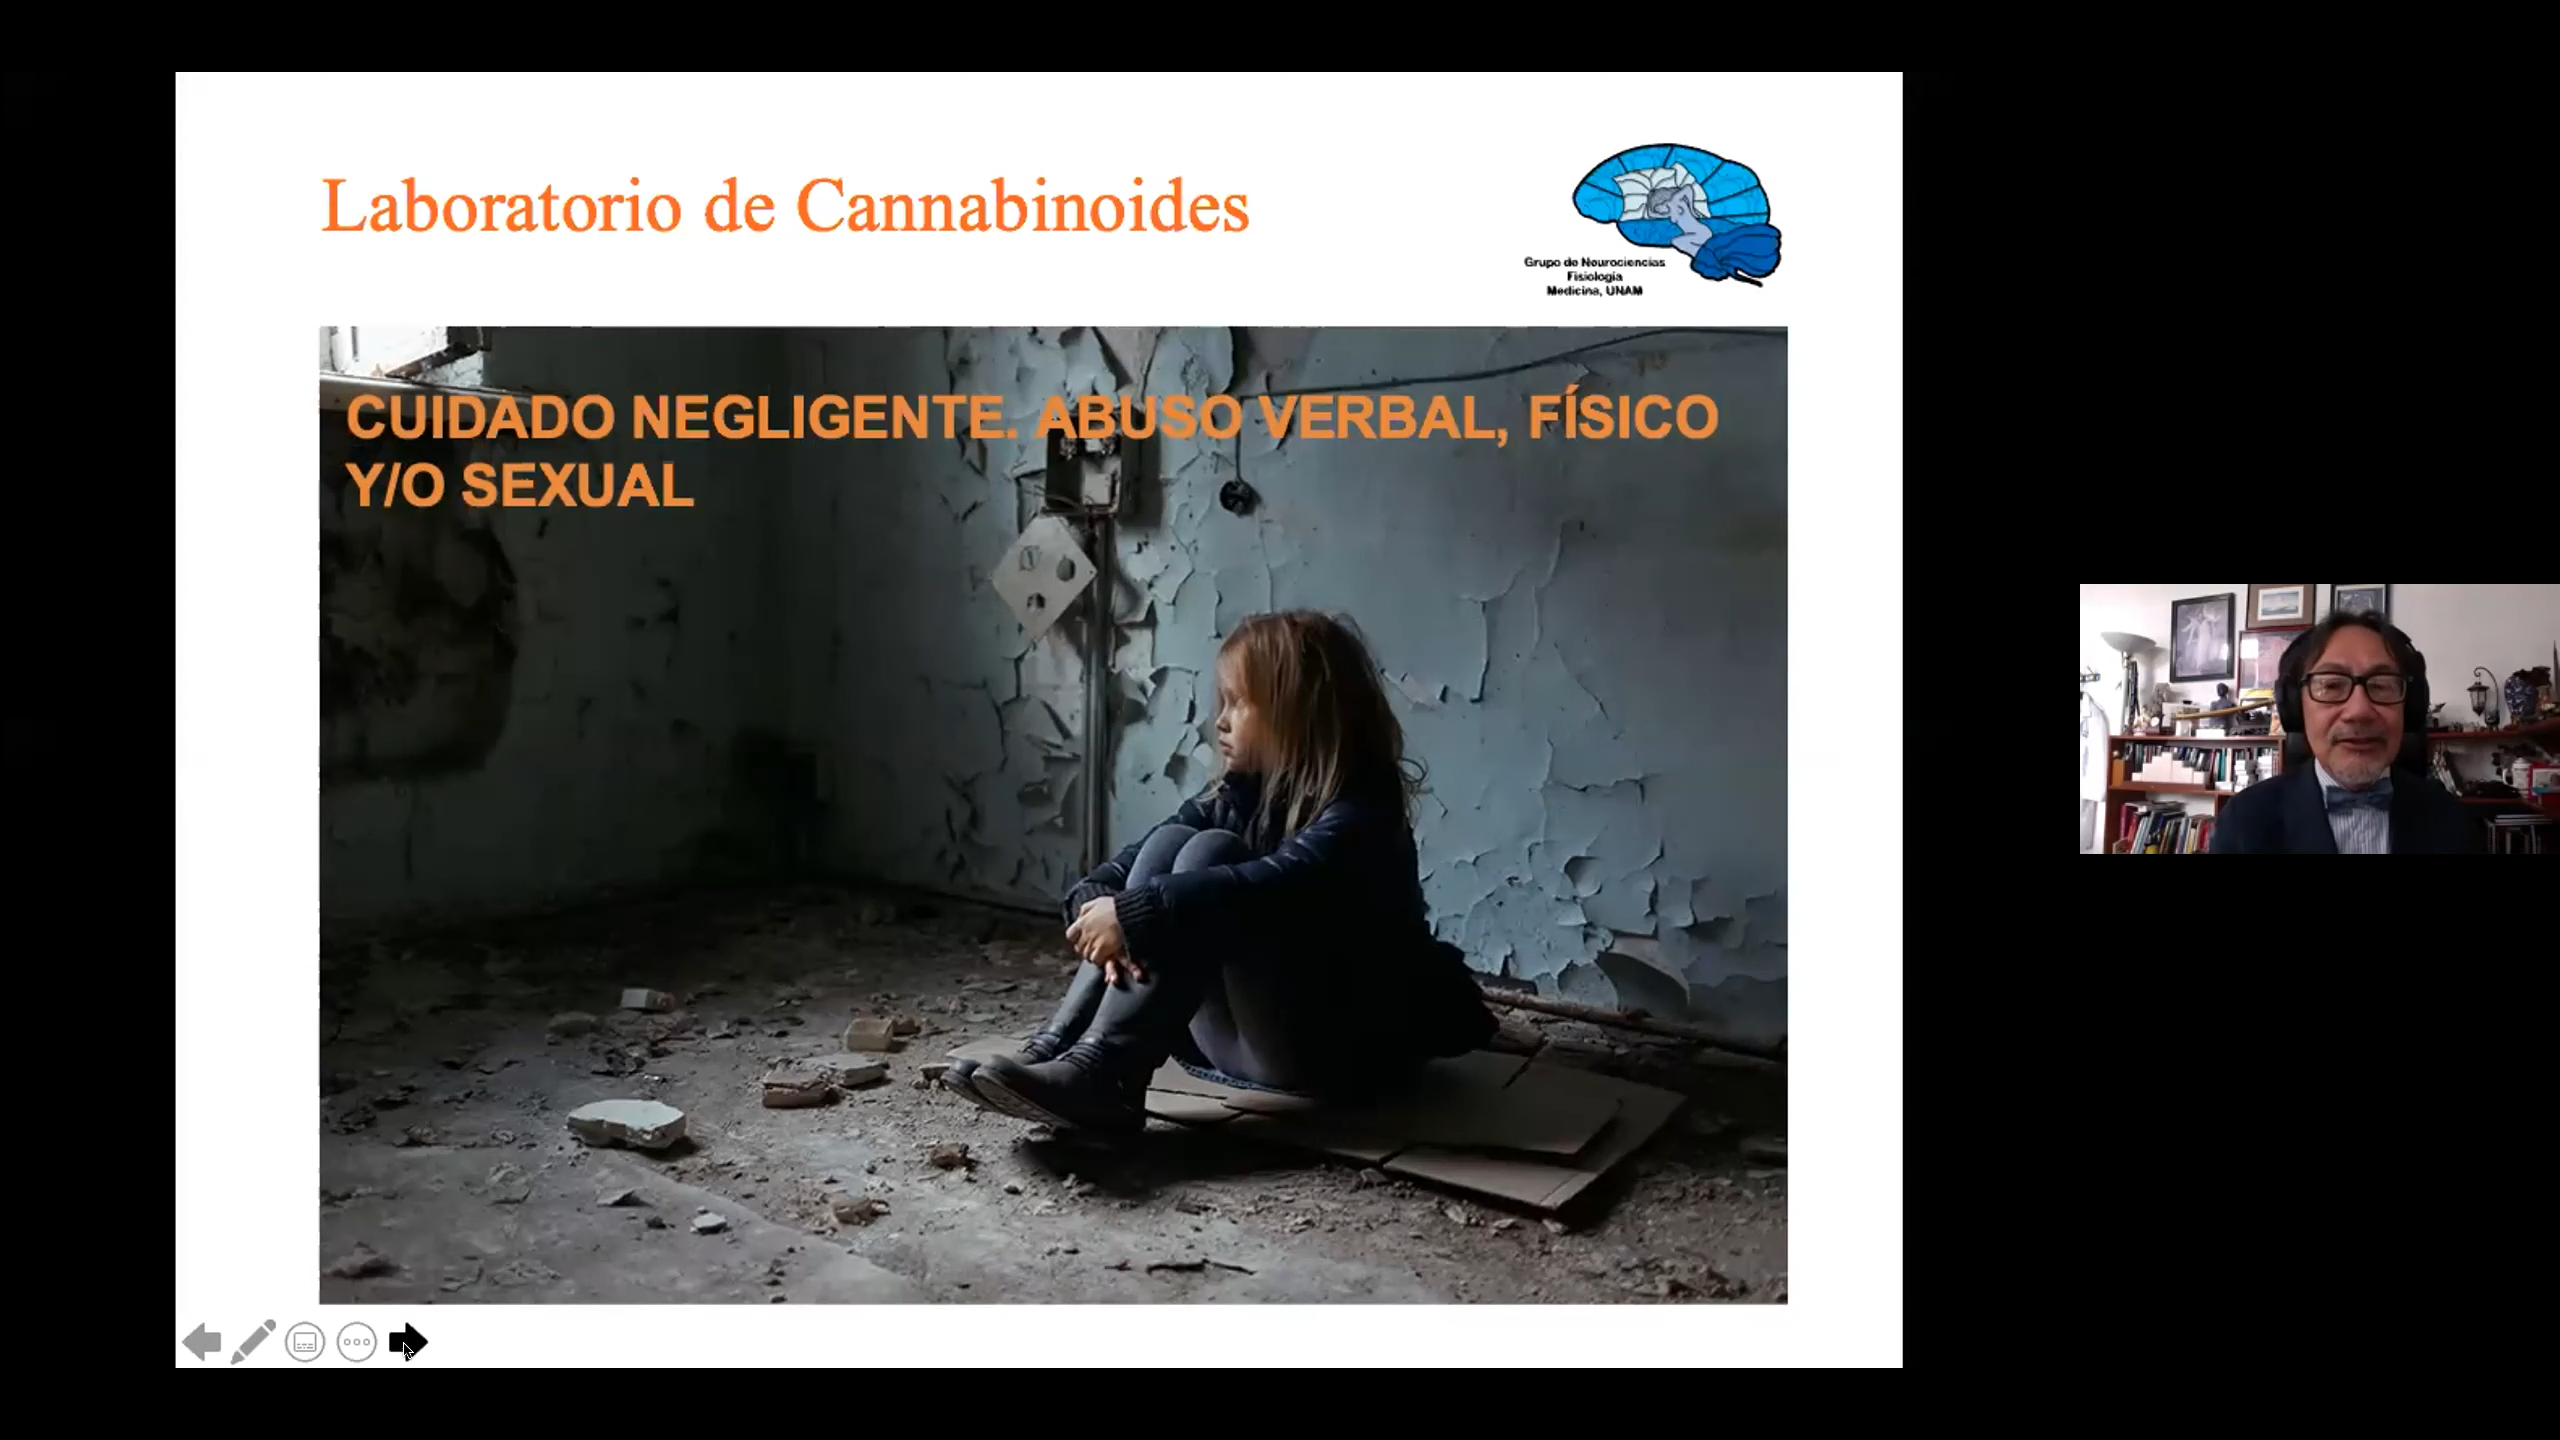 Laboratorio de Cannabinoides
Grupo de Neurociencias
Fisiología
Medicina, UNAM
CUIDADO NEGLIGENTE. ABUSO VERBAL, FÍSICO
Y/O SEXUAL